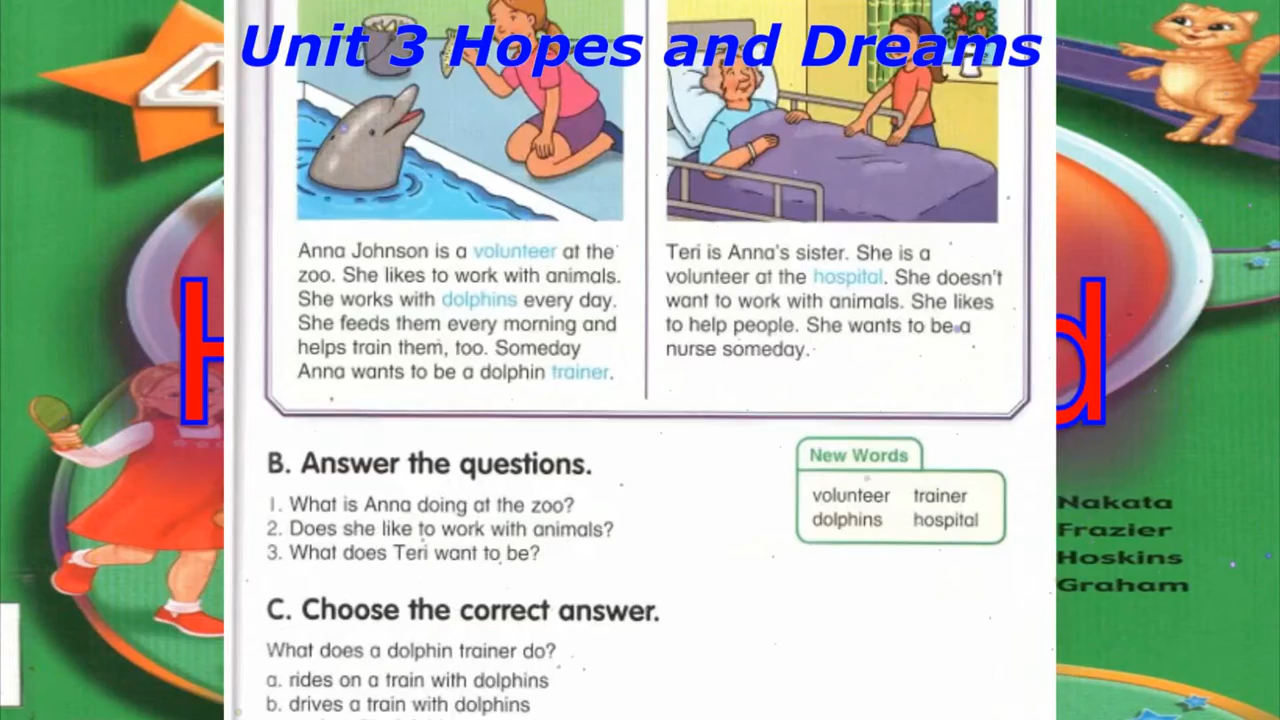 Unit 3 Hopes and Dreams
4
H
d
Anna Johnson is a volunteer at the
zoo. She likes to work with animals.
She works with dolphins every day.
She feeds them every morning and
helps train them, too. Someday
Anna wants to be a dolphin trainer.
Teri is Anna's sister. She is a
volunteer at the hospital. She doesn't
want to work with animals. She likes
to help people. She wants to be a
nurse someday.
B. Answer the questions.
1. What is Anna doing at the zoo?
2. Does she like to work with animals?
3. What does Teri want to be?
New Words
volunteer trainer
dolphins hospital
C. Choose the correct answer.
What does a dolphin trainer do?
a. rides on a train with dolphins
b. drives a train with dolphins
Nakata
Frazier
Hoskins
Graham